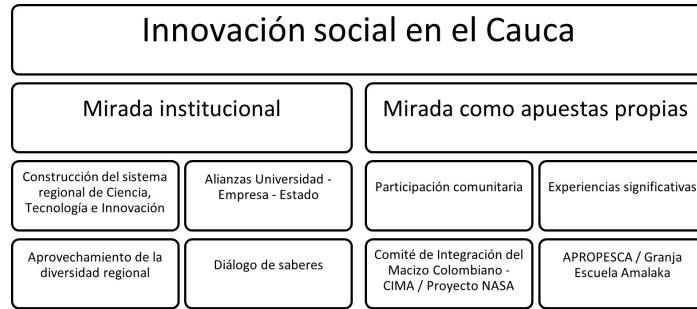 Innovación social en el Cauca
Mirada institucional
Mirada como apuestas propias
Construcción del sistema
regional de Ciencia,
Tecnología e Innovación
Alianzas Universidad -
Empresa - Estado
Participación comunitaria
Experiencias significativas
Aprovechamiento de la
diversidad regional
Diálogo de saberes
Comité de Integración del
Macizo Colombiano -
CIMA / Proyecto NASA
APROPESCA / Granja
Escuela Amalaka